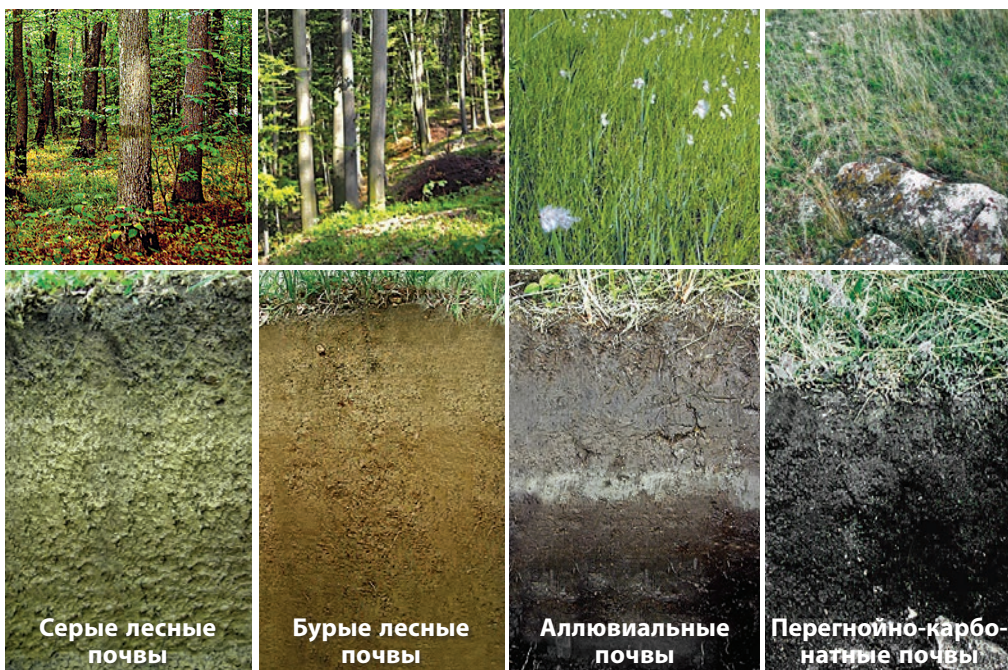 Серые лесные
почвы
Бурые лесные
почвы
Аллювиальные
почвы
Перегнойно-карбо-
натные почвы